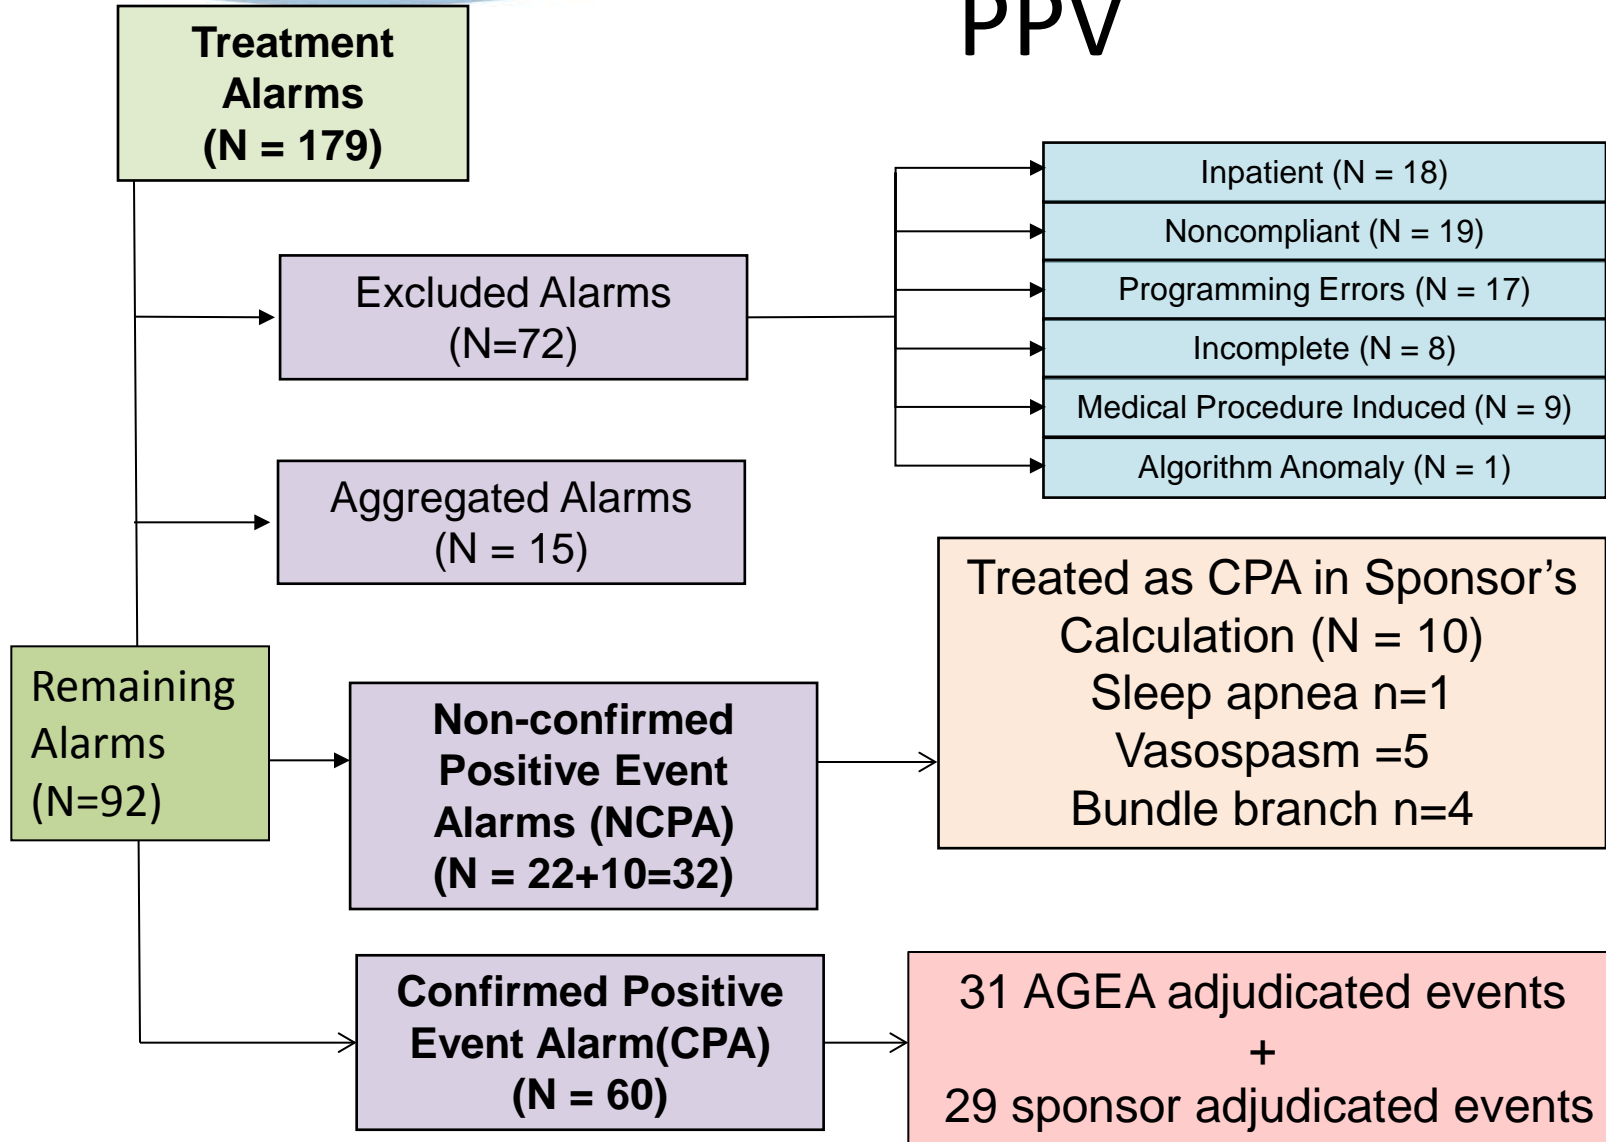 PPV
Treatment
Alarms
(N = 179)
Inpatient (N = 18)
Noncompliant (N = 19)
Programming Errors (N = 17)
Incomplete (N = 8)
Medical Procedure Induced (N = 9)
Algorithm Anomaly (N = 1)
Excluded Alarms
(N=72)
Aggregated Alarms
(N = 15)
Remaining
Alarms
(N=92)
Non-confirmed
Positive Event
Alarms (NCPA)
(N = 22+10=32)
Treated as CPA in Sponsor’s
Calculation (N = 10)
Sleep apnea n=1
Vasospasm =5
Bundle branch n=4
Confirmed Positive
Event Alarm(CPA)
(N = 60)
31 AGEA adjudicated events
+
29 sponsor adjudicated events